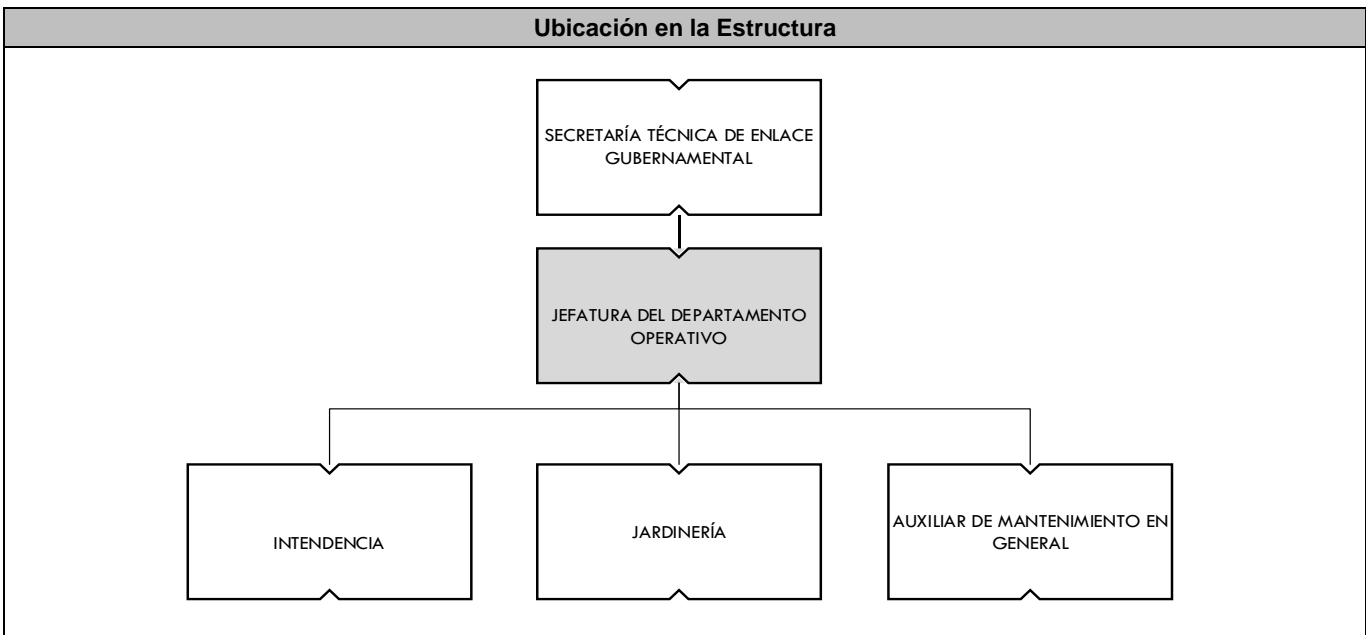 Ubicación en la Estructura
SECRETARÍA TÉCNICA DE ENLACE
GUBERNAMENTAL
JEFATURA DEL DEPARTAMENTO
OPERATIVO
INTENDENCIA
JARDINERÍA
AUXILIAR DE MANTENIMIENTO EN
GENERAL